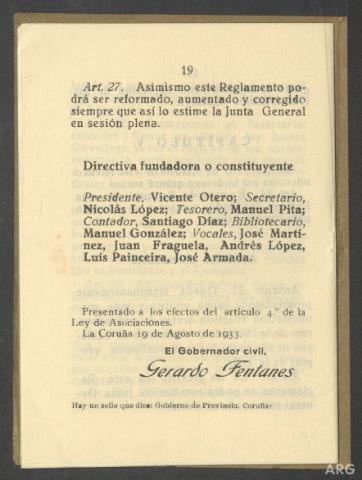 19
Art. 27. Asimismo este Reglamento po-
drá ser reformado, aumentado y corregido
siempre que así lo estime la Junta General
en sesión plena.
Directiva fundadora o constituyente
Presidente, Vicente Otero; Secretario,
Nicolás López; Tesorero, Manuel Pita;
Contador, Santiago Díaz; Bibliotecario,
Manuel González; Vocales, José Martí-
nez, Juan Fraguela, Andrés López,
Luís Painceira, José Armada.
Presentado a los efectos del artículo 4.º de la
Ley de Asociaciones.
La Coruña 19 de Agosto de 1933.
El Gobernador civil,
Gerardo Fentanes
Hay un sello que dice: Gobierno de Provincia. Coruña
ARG